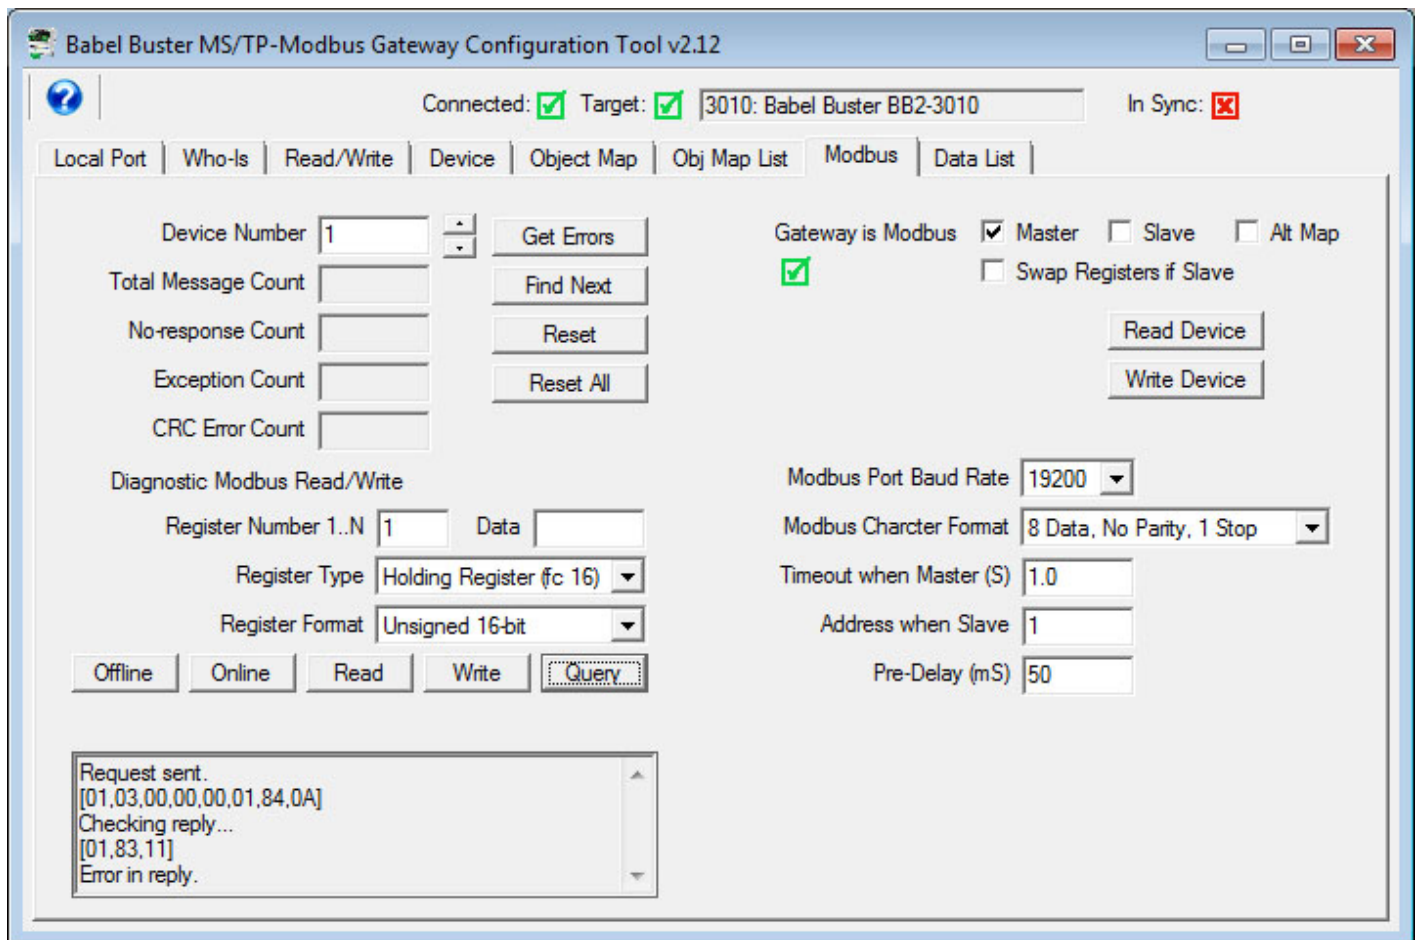 Babel Buster MS/TP-Modbus Gateway Configuration Tool v2.12
Connected: Target: 3010: Babel Buster BB2-3010 In Sync:
Local Port Who-Is Read/Write Device Object Map Obj Map List Modbus Data List
Device Number 1 Get Errors Gateway is Modbus Master Slave Alt Map
Total Message Count Find Next Swap Registers if Slave
No-response Count Reset Read Device
Exception Count Reset All Write Device
CRC Error Count
Diagnostic Modbus Read/Write Modbus Port Baud Rate 19200
Register Number 1..N 1 Data Modbus Charcter Format 8 Data, No Parity, 1 Stop
Register Type Holding Register (fc 16) Timeout when Master (S) 1.0
Register Format Unsigned 16-bit Address when Slave 1
Offline Online Read Write Query Pre-Delay (mS) 50
Request sent.
[01,03,00,00,00,01,84,0A]
Checking reply...
[01,83,11]
Error in reply.